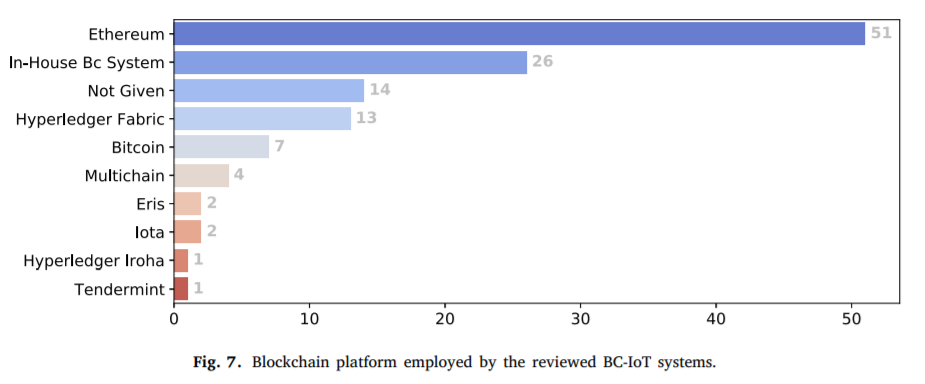 Ethereum 51
In-House Bc System 26
Not Given 14
Hyperledger Fabric 13
Bitcoin 7
Multichain 4
Eris 2
Iota 2
Hyperledger Iroha 1
Tendermint 1
0 10 20 30 40 50
Fig. 7. Blockchain platform employed by the reviewed BC-IoT systems.